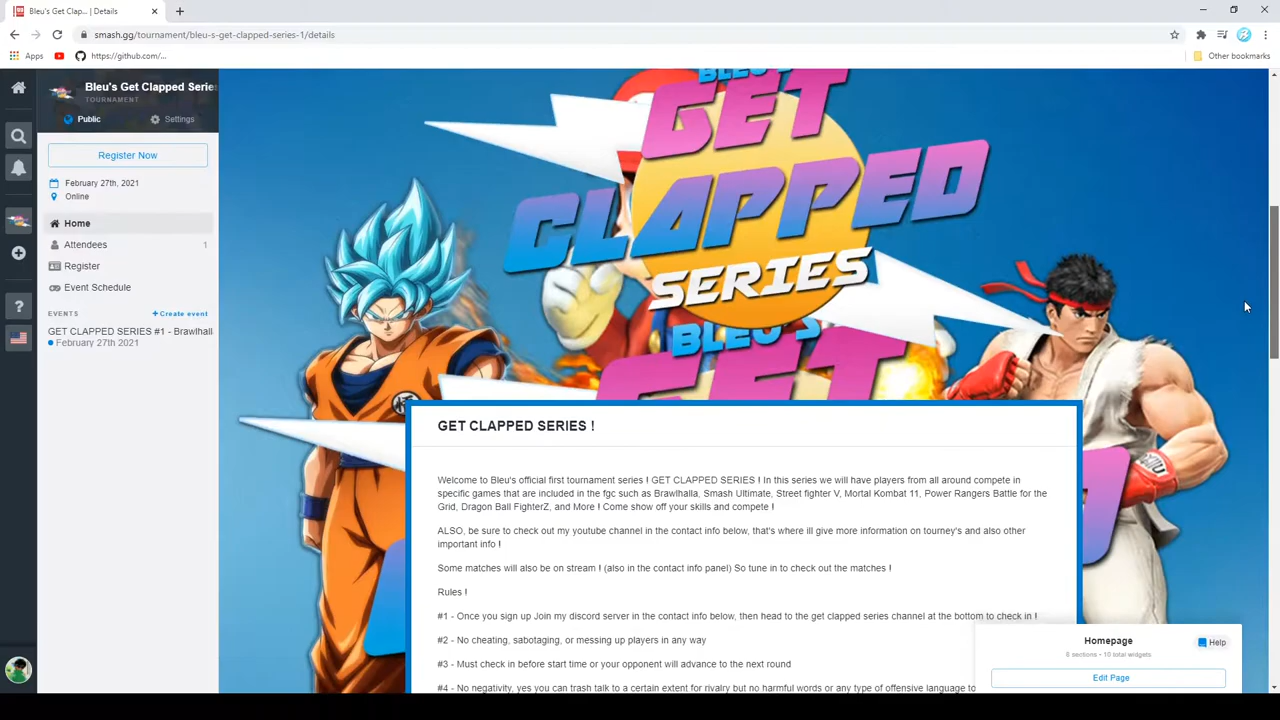 Bleu's Get Clap... | Details
smash.gg/tournament/bleu-s-get-clapped-series-1/details
Apps
https://github.com/...
Other bookmarks
Bleu's Get Clapped Serie
TOURNAMENT
Public
Settings
Register Now
February 27th, 2021
Online
Home
Attendees 1
Register
Event Schedule
EVENTS
+ Create event
GET CLAPPED SERIES #1 - Brawlhall
February 27th 2021
?
BLEU'S
GET
CLAPPED
SERIES
BLEU'S
GET
GET CLAPPED SERIES !
Welcome to Bleu's official first tournament series ! GET CLAPPED SERIES ! In this series we will have players from all around compete in
specific games that are included in the fgc such as Brawlhalla, Smash Ultimate, Street fighter V, Mortal Kombat 11, Power Rangers Battle for the
Grid, Dragon Ball FighterZ, and More ! Come show off your skills and compete !
ALSO, be sure to check out my youtube channel in the contact info below, that's where ill give more information on tourney's and also other
important info !
Some matches will also be on stream ! (also in the contact info panel) So tune in to check out the matches !
Rules !
#1 - Once you sign up Join my discord server in the contact info below, then head to the get clapped series channel at the bottom to check in !
#2 - No cheating, sabotaging, or messing up players in any way
#3 - Must check in before start time or your opponent will advance to the next round
#4 - No negativity, yes you can trash talk to a certain extent for rivalry but no harmful words or any type of offensive language to
Homepage
Help
8 sections - 10 total widgets
Edit Page